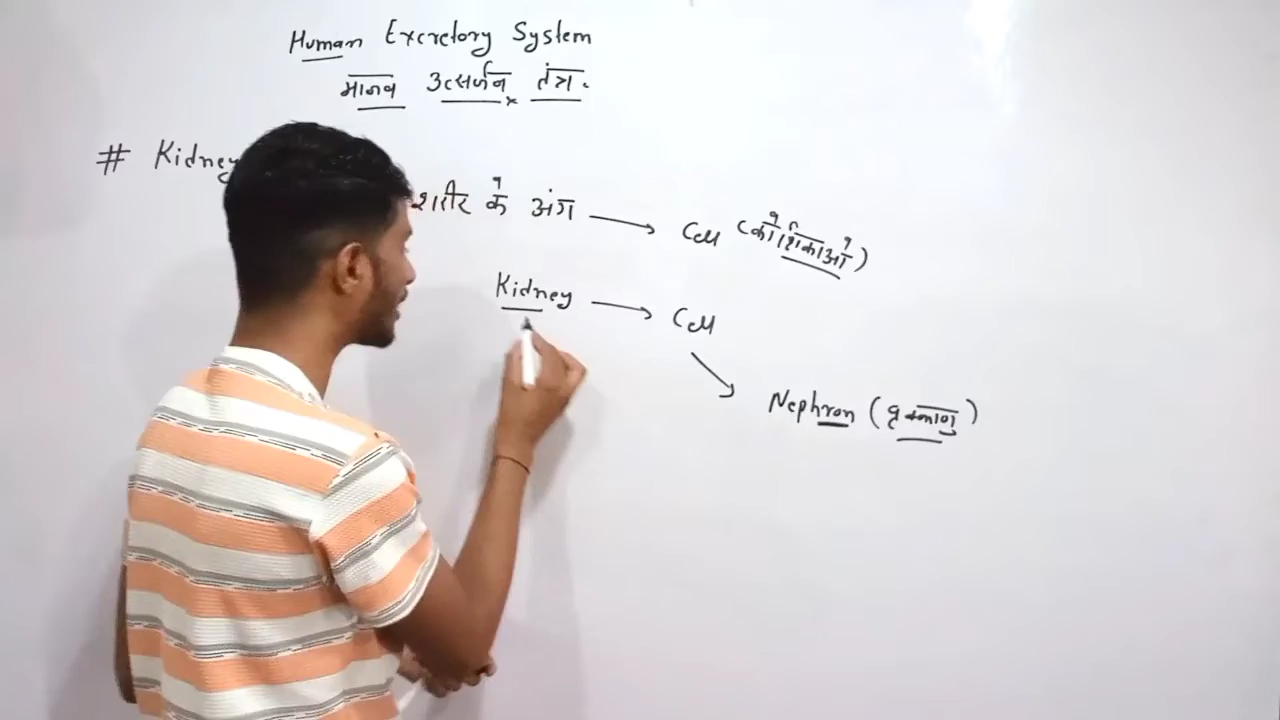 Human Excretory System
मानव उत्सर्जन तंत्र.
# Kidney
शरीर के अंग → Cell (कोशिकाओं)
Kidney → Cell
Nephron (वृक्काणु)